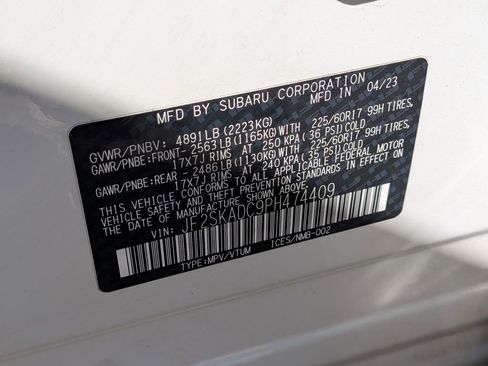 MFD BY SUBARU CORPORATION MFD IN 04/23
GVWR/PNBV: 4891LB(2223KG)
GAWR/PNBE:FRONT- 2563LB(1165KG)WITH 225/60R17 99H TIRES,
17X7J RIMS AT 250 KPA( 36 PSI)COLD
GAWR/PNBE:REAR - 2486LB(1130KG)WITH 225/60R17 99H TIRES,
17X7J RIMS AT 240 KPA( 35 PSI)COLD
THIS VEHICLE CONFORMS TO ALL APPLICABLE FEDERAL MOTOR
VEHICLE SAFETY, BUMPER, AND THEFT PREVENTION STANDARDS IN EFFECT ON
THE DATE OF MANUFACTURE SHOWN ABOVE.
VIN: JF2SKADC9PH474409
TYPE:MPV/VTUM ICES/NMB-002